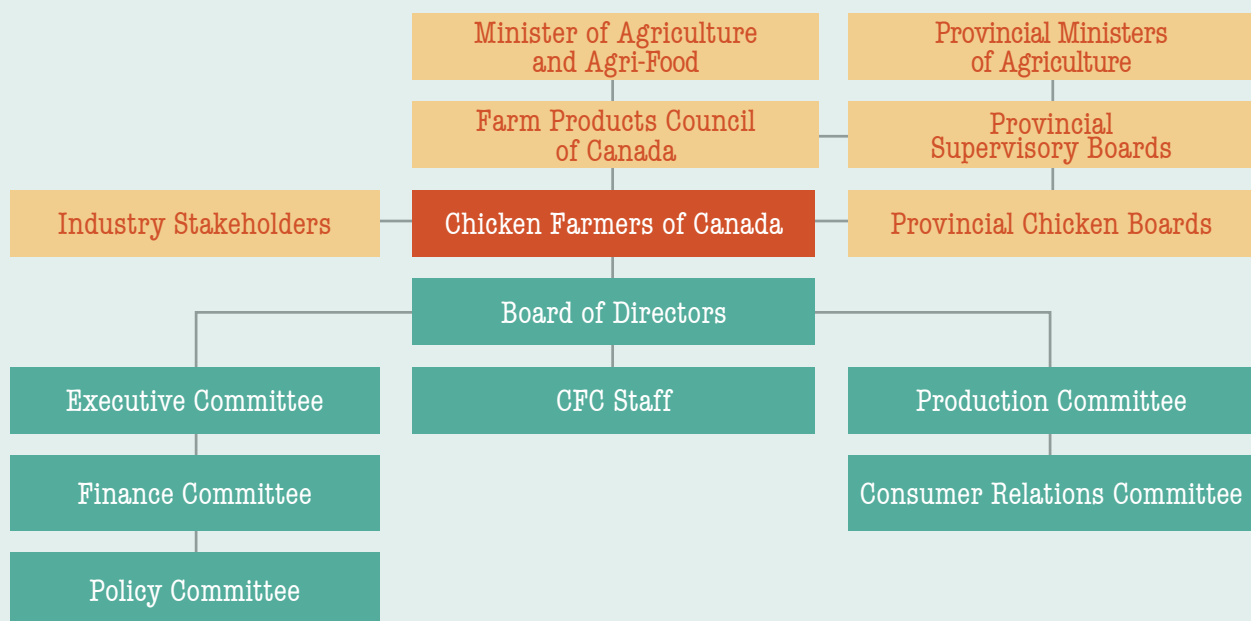 Minister of Agriculture
and Agri-Food
Provincial Ministers
of Agriculture
Farm Products Council
of Canada
Provincial
Supervisory Boards
Industry Stakeholders
Chicken Farmers of Canada
Provincial Chicken Boards
Board of Directors
Executive Committee
CFC Staff
Production Committee
Finance Committee
Consumer Relations Committee
Policy Committee